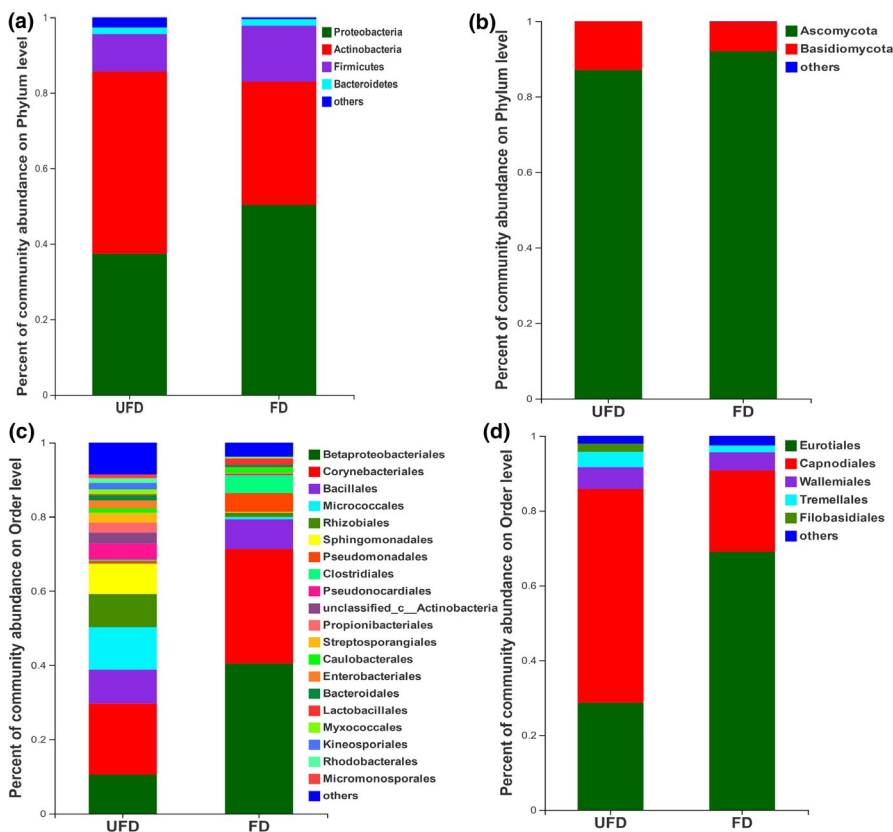 (a)
Percent of community abundance on Phylum level
1
0.8
0.6
0.4
0.2
0
UFD
FD
Proteobacteria
Actinobacteria
Firmicutes
Bacteroidetes
others
(b)
Percent of community abundance on Phylum level
1
0.8
0.6
0.4
0.2
0
UFD
FD
Ascomycota
Basidiomycota
others
(c)
Percent of community abundance on Order level
1
0.8
0.6
0.4
0.2
0
UFD
FD
Betaproteobacteriales
Corynebacteriales
Bacillales
Micrococcales
Rhizobiales
Sphingomonadales
Pseudomonadales
Clostridiales
Pseudonocardiales
unclassified_c__Actinobacteria
Propionibacteriales
Streptosporangiales
Caulobacterales
Enterobacteriales
Bacteroidales
Lactobacillales
Myxococcales
Kineosporiales
Rhodobacterales
Micromonosporales
others
(d)
Percent of community abundance on Order level
1
0.8
0.6
0.4
0.2
0
UFD
FD
Eurotiales
Capnodiales
Wallemiales
Tremellales
Filobasidiales
others